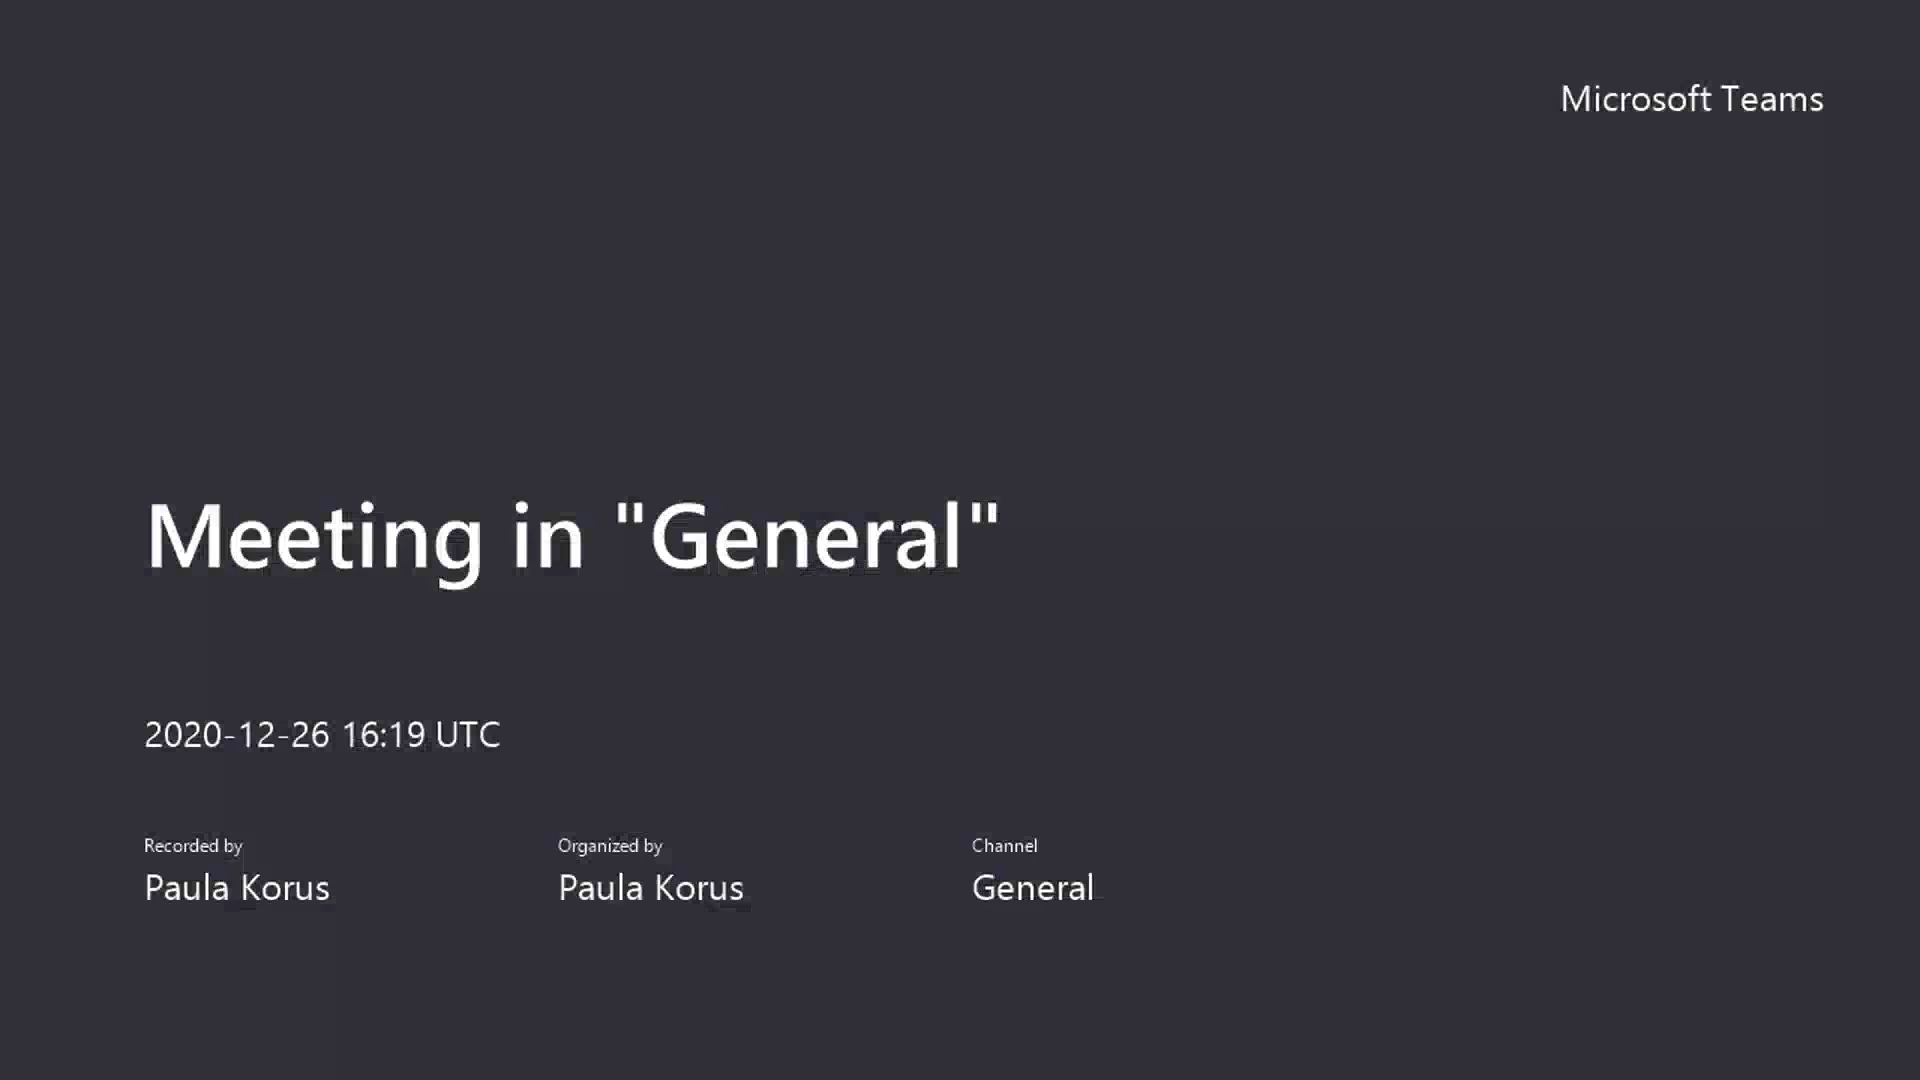 Microsoft Teams
Meeting in "General"
2020-12-26 16:19 UTC
Recorded by
Paula Korus
Organized by
Paula Korus
Channel
General